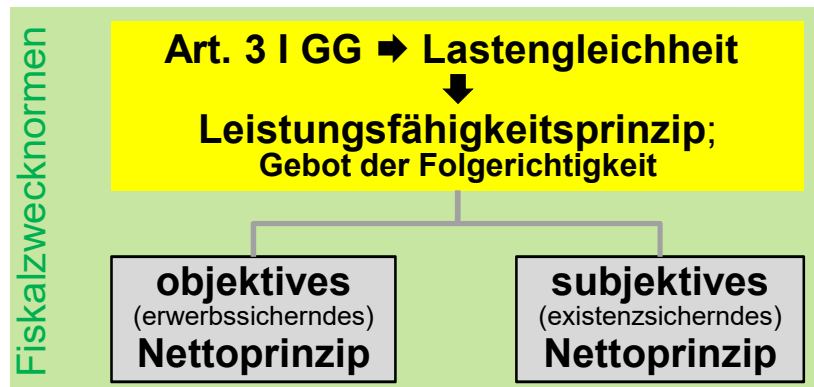 Fiskalzwecknormen
Art. 3 I GG ➡ Lastengleichheit
⬇
Leistungsfähigkeitsprinzip;
Gebot der Folgerichtigkeit
objektives
(erwerbssicherndes)
Nettoprinzip
subjektives
(existenzsicherndes)
Nettoprinzip